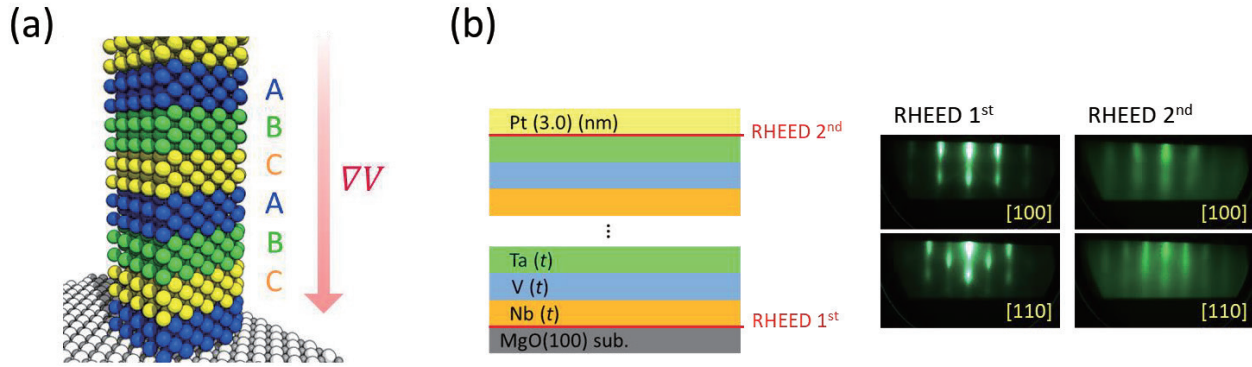 (a)
A
B
C
A
B
C
∇V
(b)
Pt (3.0) (nm)
RHEED 2nd
⋮
Ta (t)
V (t)
Nb (t)
RHEED 1st
MgO(100) sub.
RHEED 1st
RHEED 2nd
[100]
[100]
[110]
[110]